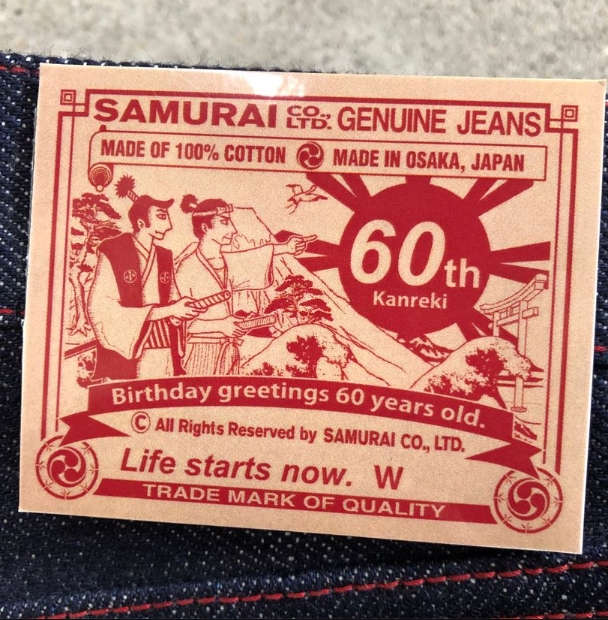 SAMURAI CO., LTD. GENUINE JEANS
MADE OF 100% COTTON MADE IN OSAKA, JAPAN
60th
Kanreki
Birthday greetings 60 years old.
© All Rights Reserved by SAMURAI CO., LTD.
Life starts now. W
TRADE MARK OF QUALITY